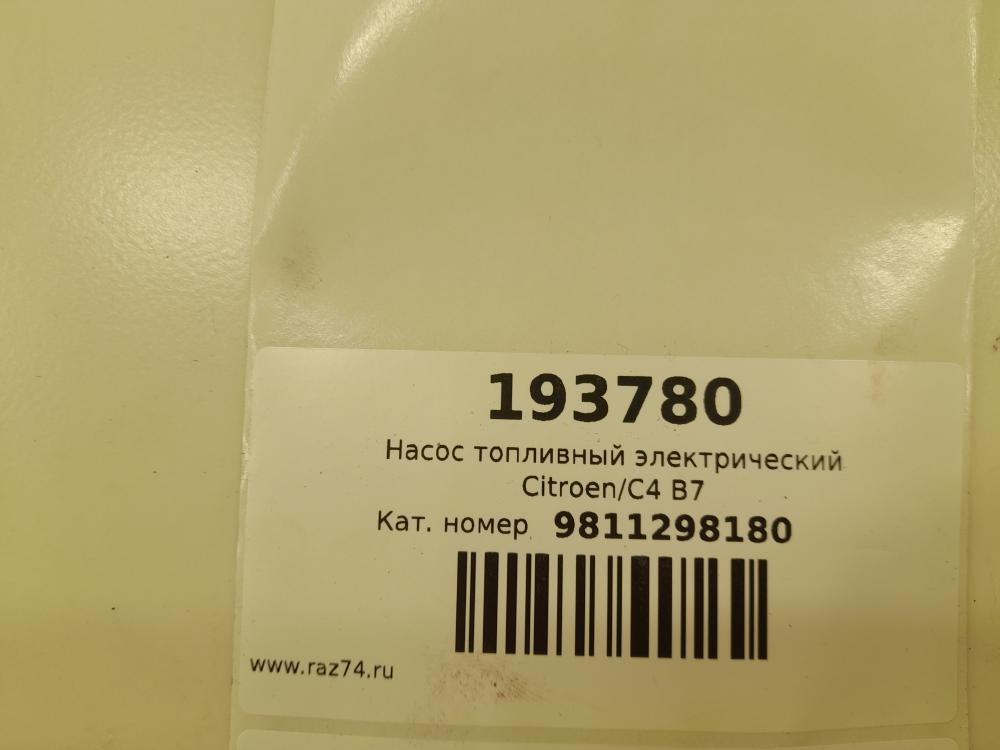 193780
Насос топливный электрический
Citroen/C4 B7
Кат. номер 9811298180
www.raz74.ru